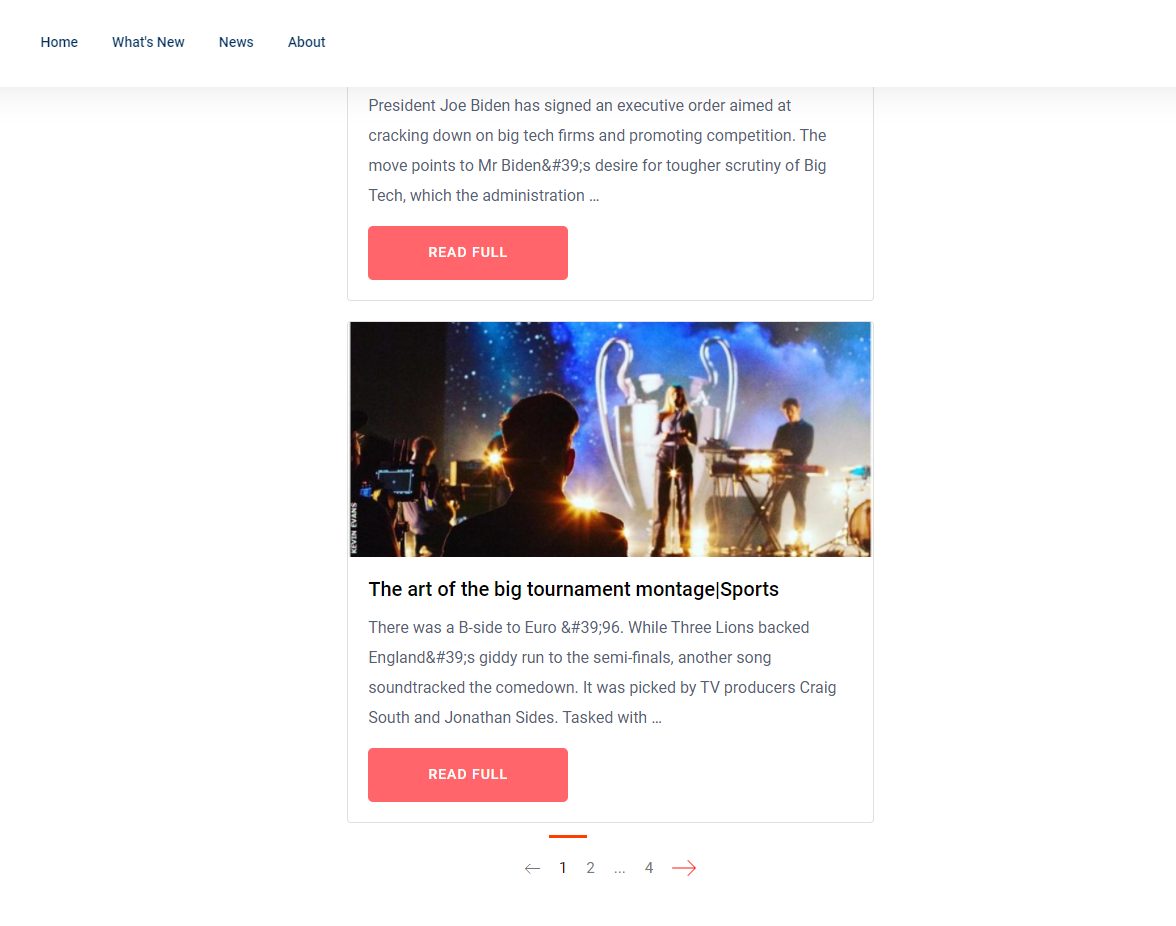 Home What's New News About
President Joe Biden has signed an executive order aimed at
cracking down on big tech firms and promoting competition. The
move points to Mr Biden&#39;s desire for tougher scrutiny of Big
Tech, which the administration ...
READ FULL
KEVIN EVANS
The art of the big tournament montage|Sports
There was a B-side to Euro &#39;96. While Three Lions backed
England&#39;s giddy run to the semi-finals, another song
soundtracked the comedown. It was picked by TV producers Craig
South and Jonathan Sides. Tasked with ...
READ FULL
← 1 2 ... 4 →